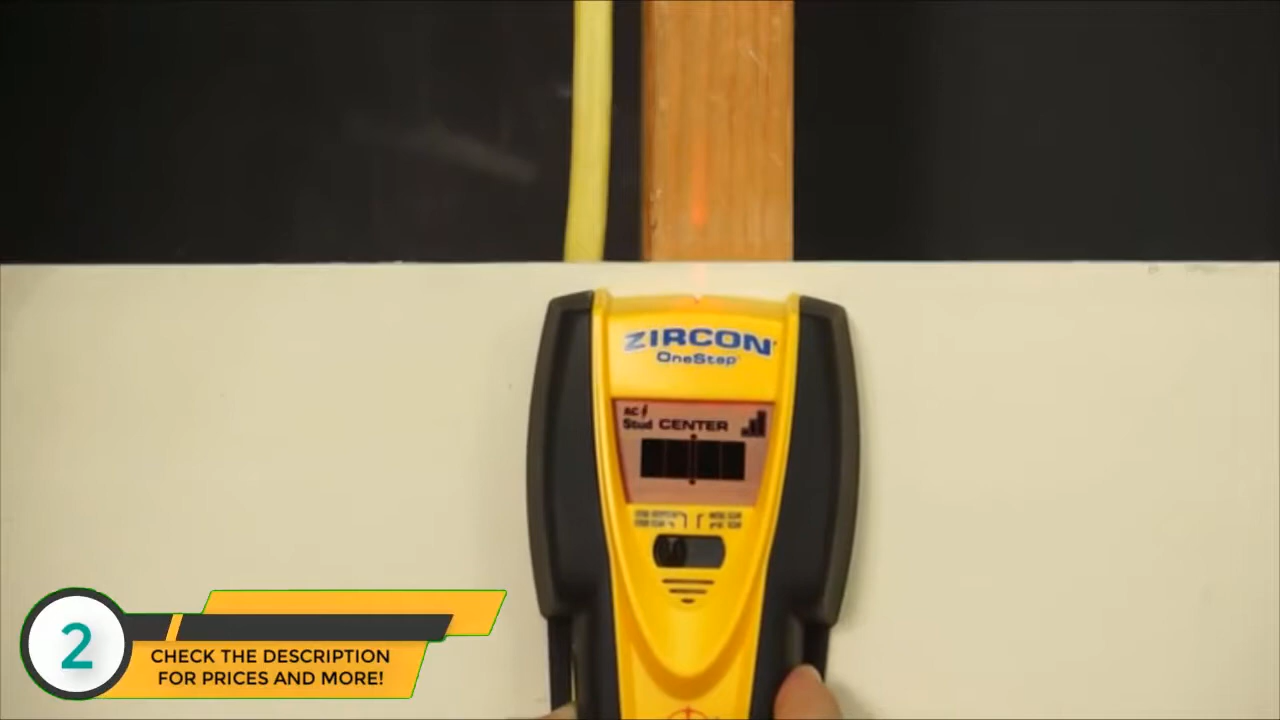 ZIRCON
OneStep
AC
Stud CENTER
2
CHECK THE DESCRIPTION
FOR PRICES AND MORE!